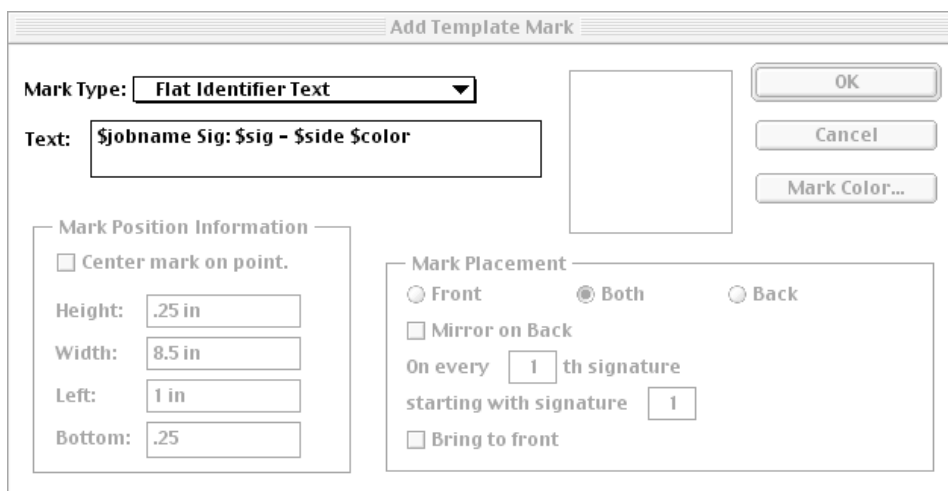 Add Template Mark
Mark Type: Flat Identifier Text
OK
Text: $jobname Sig: $sig - $side $color
Cancel
Mark Color...
Mark Position Information
Center mark on point.
Height: .25 in
Width: 8.5 in
Left: 1 in
Bottom: .25
Mark Placement
Front Both Back
Mirror on Back
On every 1 th signature
starting with signature 1
Bring to front